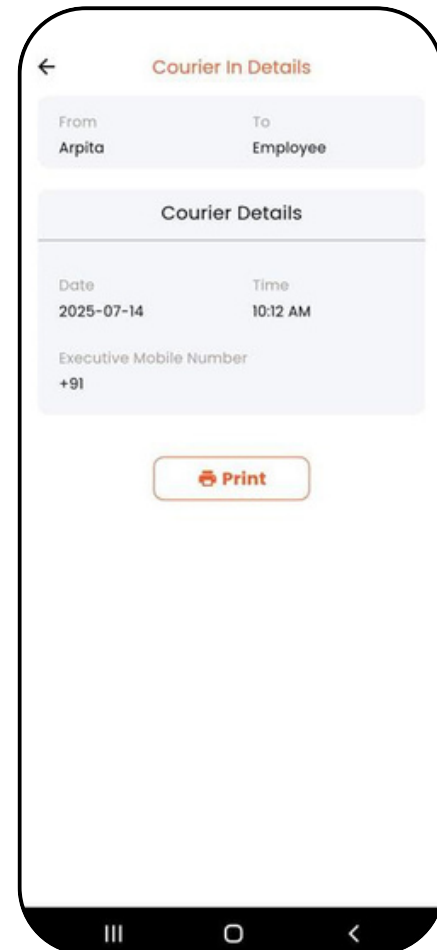 Courier In Details
From To
Arpita Employee
Courier Details
Date Time
2025-07-14 10:12 AM
Executive Mobile Number
+91
Print